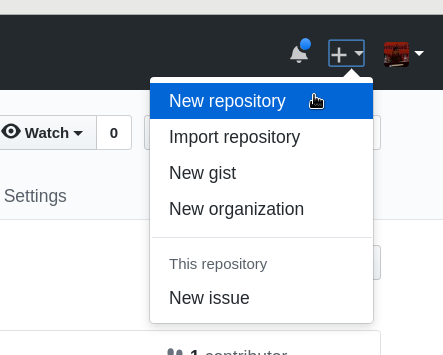 New repository
Watch 0
Import repository
New gist
Settings
New organization
This repository
New issue
1 contributor